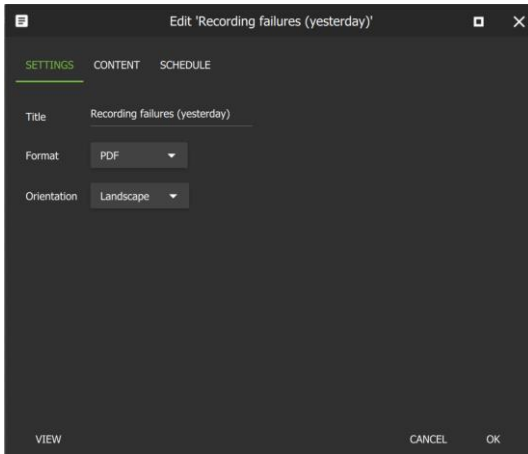 Edit 'Recording failures (yesterday)'
SETTINGS CONTENT SCHEDULE
Title Recording failures (yesterday)
Format PDF
Orientation Landscape
VIEW CANCEL OK